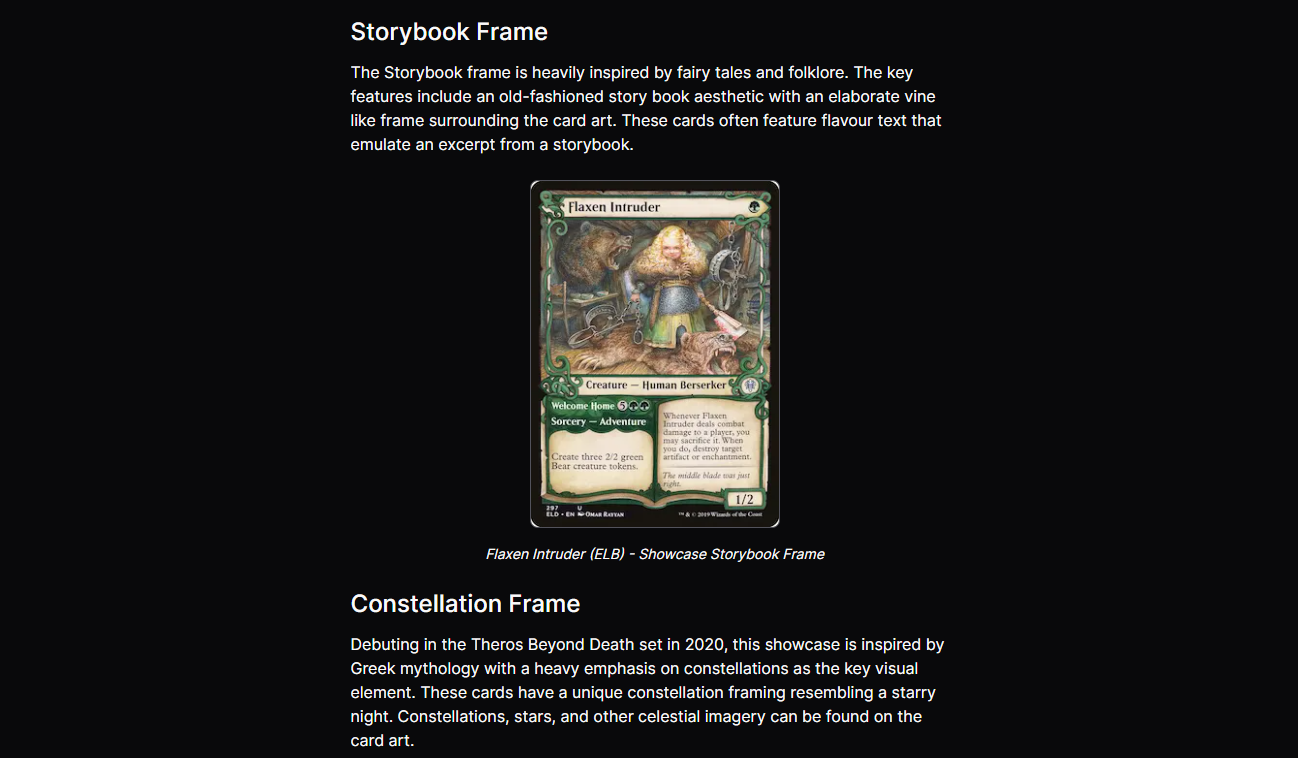 Storybook Frame
The Storybook frame is heavily inspired by fairy tales and folklore. The key
features include an old-fashioned story book aesthetic with an elaborate vine
like frame surrounding the card art. These cards often feature flavour text that
emulate an excerpt from a storybook.
Flaxen Intruder
Creature — Human Berserker
Welcome Home 5
Sorcery — Adventure
Create three 2/2 green
Bear creature tokens.
Whenever Flaxen
Intruder deals combat
damage to a player, you
may sacrifice it. When
you do, destroy target
artifact or enchantment.
The middle blade was just
right.
1/2
297 U
ELD • EN Omar Rayyan
™ & © 2019 Wizards of the Coast
Flaxen Intruder (ELB) - Showcase Storybook Frame
Constellation Frame
Debuting in the Theros Beyond Death set in 2020, this showcase is inspired by
Greek mythology with a heavy emphasis on constellations as the key visual
element. These cards have a unique constellation framing resembling a starry
night. Constellations, stars, and other celestial imagery can be found on the
card art.